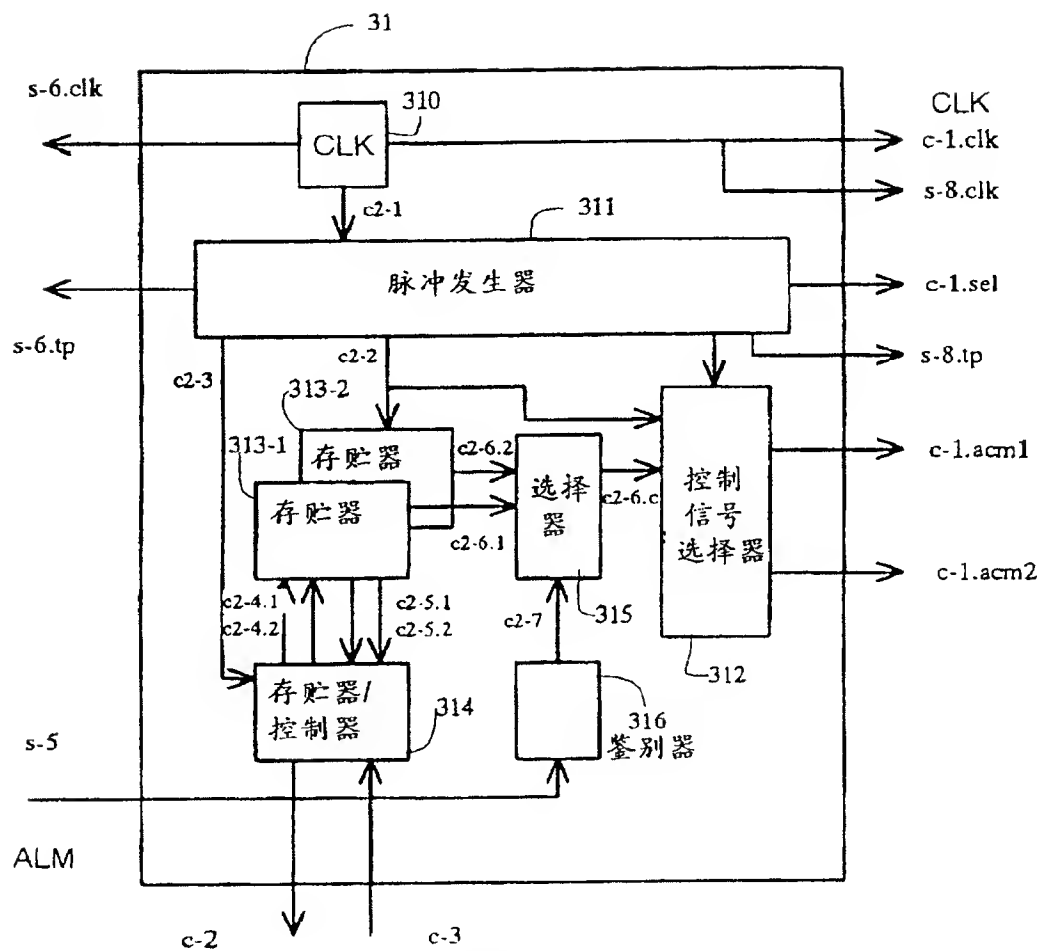 31
s-6.clk
310
CLK
CLK
c-1.clk
s-8.clk
c2-1
311
脉冲发生器
c-1.sel
s-6.tp
c2-2
s-8.tp
c2-3
313-2
313-1
存贮器
c2-6.2
存贮器
选择
器
c2-6.c
控制
信号
选择器
c-1.acm1
c2-6.1
c-1.acm2
c2-4.1
c2-4.2
c2-5.1
c2-5.2
c2-7
315
312
存贮器/
控制器
314
316
鉴别器
s-5
ALM
c-2
c-3